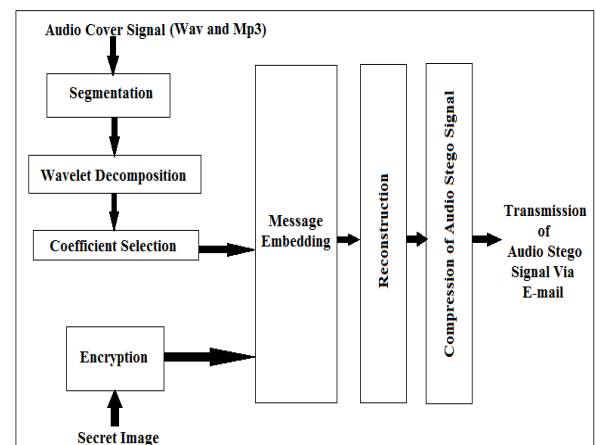 Audio Cover Signal (Wav and Mp3)
Segmentation
Wavelet Decomposition
Coefficient Selection
Encryption
Secret Image
Message
Embedding
Reconstruction
Compression of Audio Stego Signal
Transmission
of
Audio Stego
Signal Via
E-mail